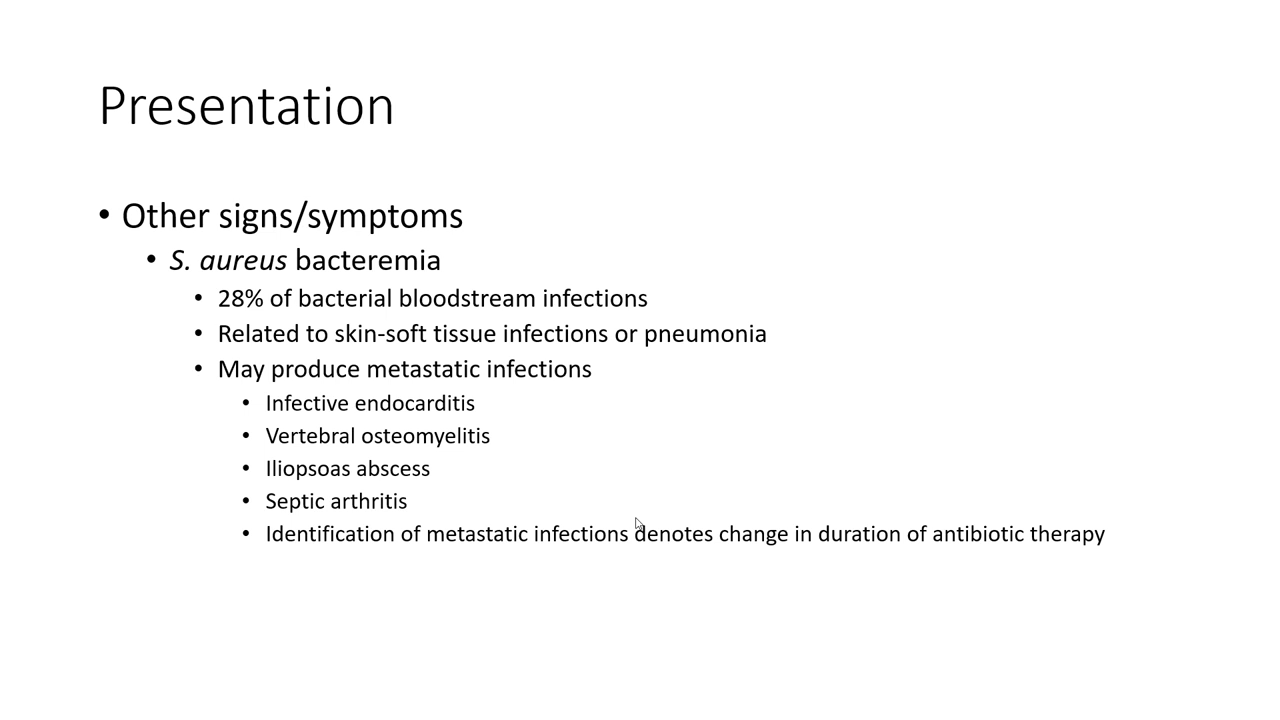 Presentation
• Other signs/symptoms
• S. aureus bacteremia
• 28% of bacterial bloodstream infections
• Related to skin-soft tissue infections or pneumonia
• May produce metastatic infections
• Infective endocarditis
• Vertebral osteomyelitis
• Iliopsoas abscess
• Septic arthritis
• Identification of metastatic infections denotes change in duration of antibiotic therapy